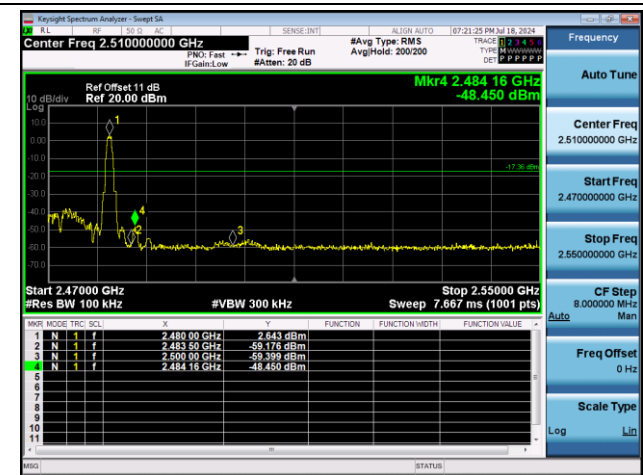 Keysight Spectrum Analyzer - Swept SA
RL RF 50 Ω AC SENSE:INT ALIGN AUTO 07:21:25 PM Jul 18, 2024
Center Freq 2.510000000 GHz
PNO: Fast
IFGain:Low
Trig: Free Run
#Atten: 20 dB
#Avg Type: RMS
Avg|Hold: 200/200
TRACE 1 2 3 4 5 6
TYPE MWWWWW
DET P P P P P P
Frequency
Auto Tune
Center Freq
2.510000000 GHz
Start Freq
2.470000000 GHz
Stop Freq
2.550000000 GHz
CF Step
8.000000 MHz
Auto Man
Freq Offset
0 Hz
Scale Type
Log Lin
Mkr4 2.484 16 GHz
-48.450 dBm
Ref Offset 11 dB
10 dB/div Ref 20.00 dBm
Log
10.0
0.00
-10.0
-20.0
-30.0
-40.0
-50.0
-60.0
-70.0
1
2
3
4
-17.36 dBm
Start 2.47000 GHz Stop 2.55000 GHz
#Res BW 100 kHz #VBW 300 kHz Sweep 7.667 ms (1001 pts)
MKR MODE TRC SCL X Y FUNCTION FUNCTION WIDTH FUNCTION VALUE
1 N 1 f 2.480 00 GHz 2.643 dBm
2 N 1 f 2.483 50 GHz -59.176 dBm
3 N 1 f 2.500 00 GHz -59.399 dBm
4 N 1 f 2.484 16 GHz -48.450 dBm
5
6
7
8
9
10
11
MSG STATUS